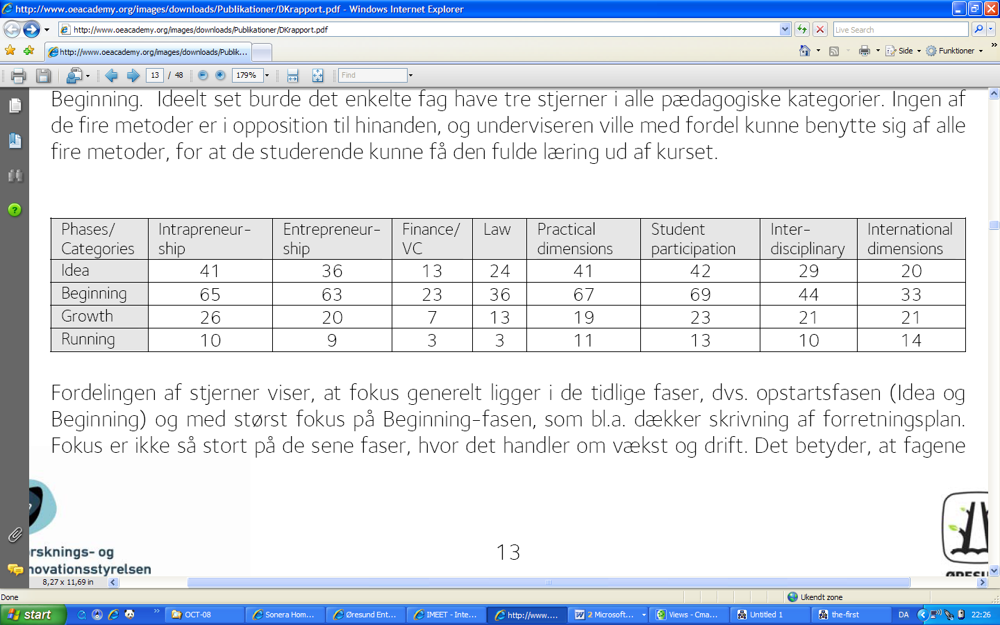 http://www.oeacademy.org/images/downloads/Publikationer/DKrapport.pdf - Windows Internet Explorer
http://www.oeacademy.org/images/downloads/Publikationer/DKrapport.pdf
Live Search
http://www.oeacademy.org/images/downloads/Publik...
Side
Funktioner
13 / 48
179%
Find
Beginning. Ideelt set burde det enkelte fag have tre stjerner i alle pædagogiske kategorier. Ingen af
de fire metoder er i opposition til hinanden, og underviseren ville med fordel kunne benytte sig af alle
fire metoder, for at de studerende kunne få den fulde læring ud af kurset.
Phases/ Intrapreneur- Entrepreneur- Finance/ Law Practical Student Inter- International
Categories ship ship VC dimensions participation disciplinary dimensions
Idea 41 36 13 24 41 42 29 20
Beginning 65 63 23 36 67 69 44 33
Growth 26 20 7 13 19 23 21 21
Running 10 9 3 3 11 13 10 14
Fordelingen af stjerner viser, at fokus generelt ligger i de tidlige faser, dvs. opstartsfasen (Idea og
Beginning) og med størst fokus på Beginning-fasen, som bl.a. dækker skrivning af forretningsplan.
Fokus er ikke så stort på de sene faser, hvor det handler om vækst og drift. Det betyder, at fagene
rsknings- og
novationsstyrelsen
13
ØRESU
8,27 x 11,69 in
Done
Ukendt zone
start
OCT-08
Sonera Hom...
Øresund Ent...
IMEET - Inte...
http://www....
2 Microsoft...
Views - Cma...
Untitled 1
the-first
DA
22:26